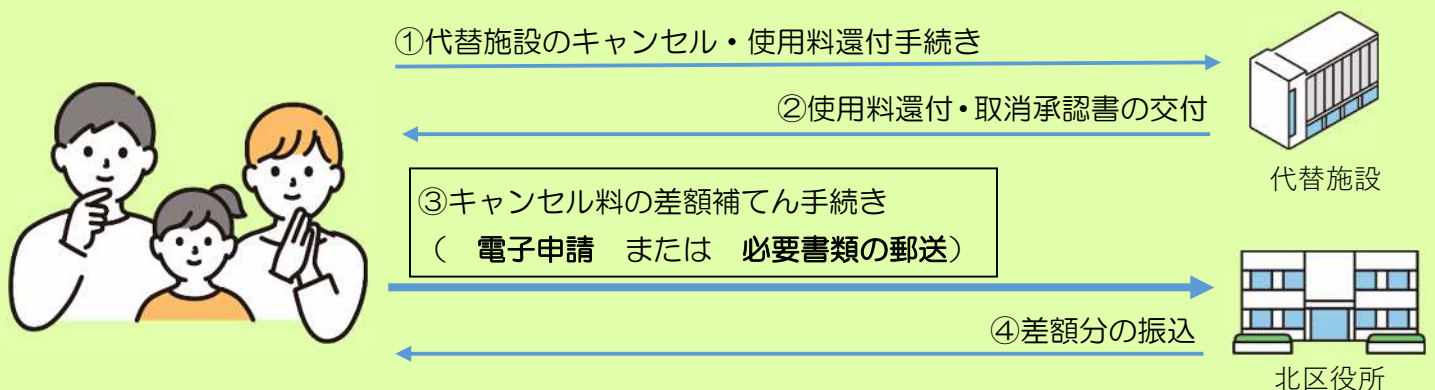 ①代替施設のキャンセル・使用料還付手続き
②使用料還付・取消承認書の交付
代替施設
③キャンセル料の差額補てん手続き
（　電子申請　または　必要書類の郵送）
④差額分の振込
北区役所